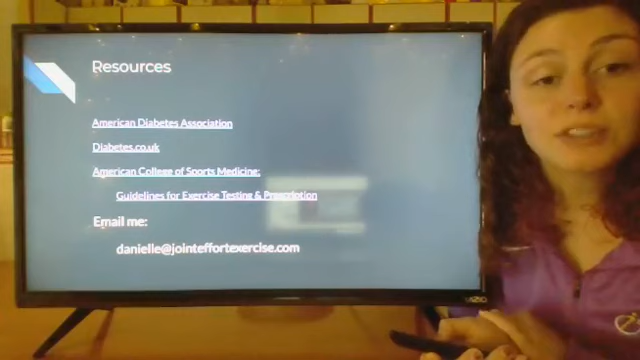 Resources
American Diabetes Association
Diabetes.co.uk
American College of Sports Medicine:
Guidelines for Exercise Testing & Prescription
Email me:
danielle@jointeffortexercise.com
VIZIO